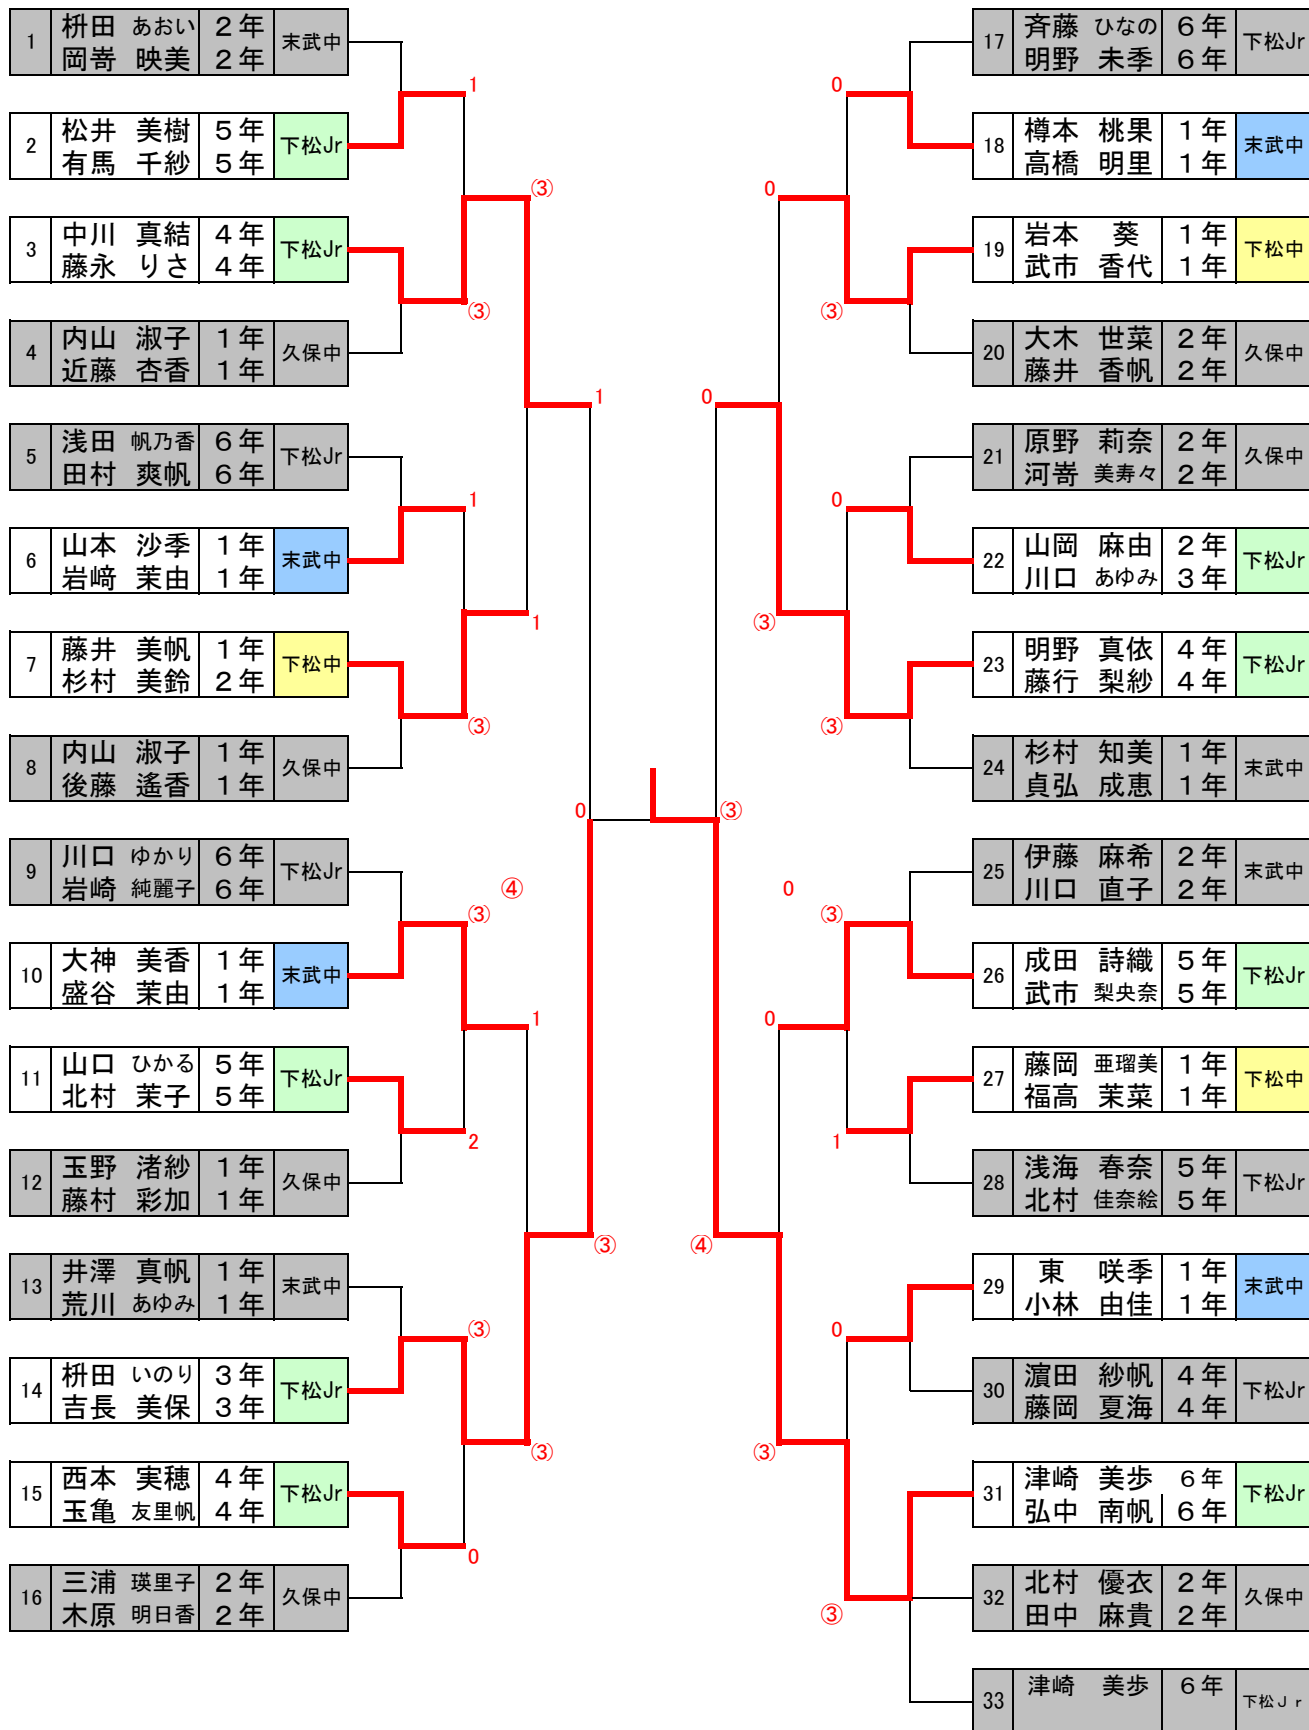 1 枡田 あおい 2年 末武中
岡嵜 映美 2年
2 松井 美樹 5年 下松Jr
有馬 千紗 5年
3 中川 真結 4年 下松Jr
藤永 りさ 4年
4 内山 淑子 1年 久保中
近藤 杏香 1年
5 浅田 帆乃香 6年 下松Jr
田村 爽帆 6年
6 山本 沙季 1年 末武中
岩﨑 茉由 1年
7 藤井 美帆 1年 下松中
杉村 美鈴 2年
8 内山 淑子 1年 久保中
後藤 遙香 1年
9 川口 ゆかり 6年 下松Jr
岩崎 純麗子 6年
10 大神 美香 1年 末武中
盛谷 茉由 1年
11 山口 ひかる 5年 下松Jr
北村 茉子 5年
12 玉野 渚紗 1年 久保中
藤村 彩加 1年
13 井澤 真帆 1年 末武中
荒川 あゆみ 1年
14 枡田 いのり 3年 下松Jr
吉長 美保 3年
15 西本 実穂 4年 下松Jr
玉亀 友里帆 4年
16 三浦 瑛里子 2年 久保中
木原 明日香 2年
1
③
③
1
1
1
③
0
④
③
1
2
③
③
③
0
0
0
③
0
0
③
③
③
0
③
0
1
④
0
③
③
17 斉藤 ひなの 6年 下松Jr
明野 未季 6年
18 樽本 桃果 1年 末武中
高橋 明里 1年
19 岩本 葵 1年 下松中
武市 香代 1年
20 大木 世菜 2年 久保中
藤井 香帆 2年
21 原野 莉奈 2年 久保中
河嵜 美寿々 2年
22 山岡 麻由 2年 下松Jr
川口 あゆみ 3年
23 明野 真依 4年 下松Jr
藤行 梨紗 4年
24 杉村 知美 1年 末武中
貞弘 成恵 1年
25 伊藤 麻希 2年 末武中
川口 直子 2年
26 成田 詩織 5年 下松Jr
武市 梨央奈 5年
27 藤岡 亜瑠美 1年 下松中
福高 茉菜 1年
28 浅海 春奈 5年 下松Jr
北村 佳奈絵 5年
29 東 咲季 1年 末武中
小林 由佳 1年
30 濵田 紗帆 4年 下松Jr
藤岡 夏海 4年
31 津崎 美歩 6年 下松Jr
弘中 南帆 6年
32 北村 優衣 2年 久保中
田中 麻貴 2年
33 津崎 美歩 6年 下松Ｊｒ